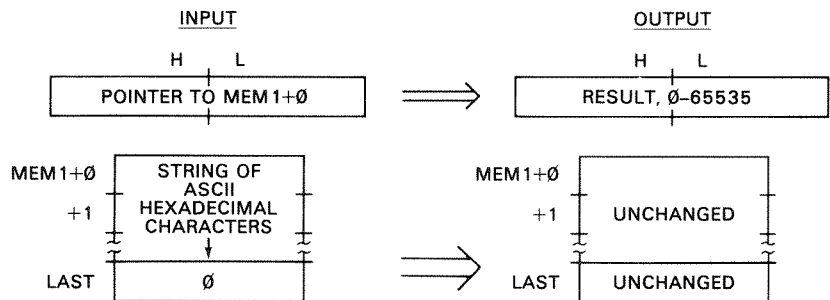 INPUT
OUTPUT
H L
H L
POINTER TO MEM1+Ø
RESULT, Ø–65535
MEM1+Ø
+1
LAST
STRING OF
ASCII
HEXADECIMAL
CHARACTERS
Ø
MEM1+Ø
+1
LAST
UNCHANGED
UNCHANGED